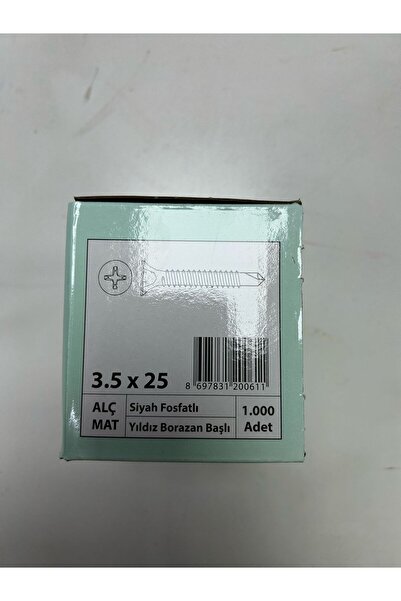 3.5 x 25
8 697831 200611
ALÇ MAT
Siyah Fosfatlı
Yıldız Borazan Başlı
1.000
Adet